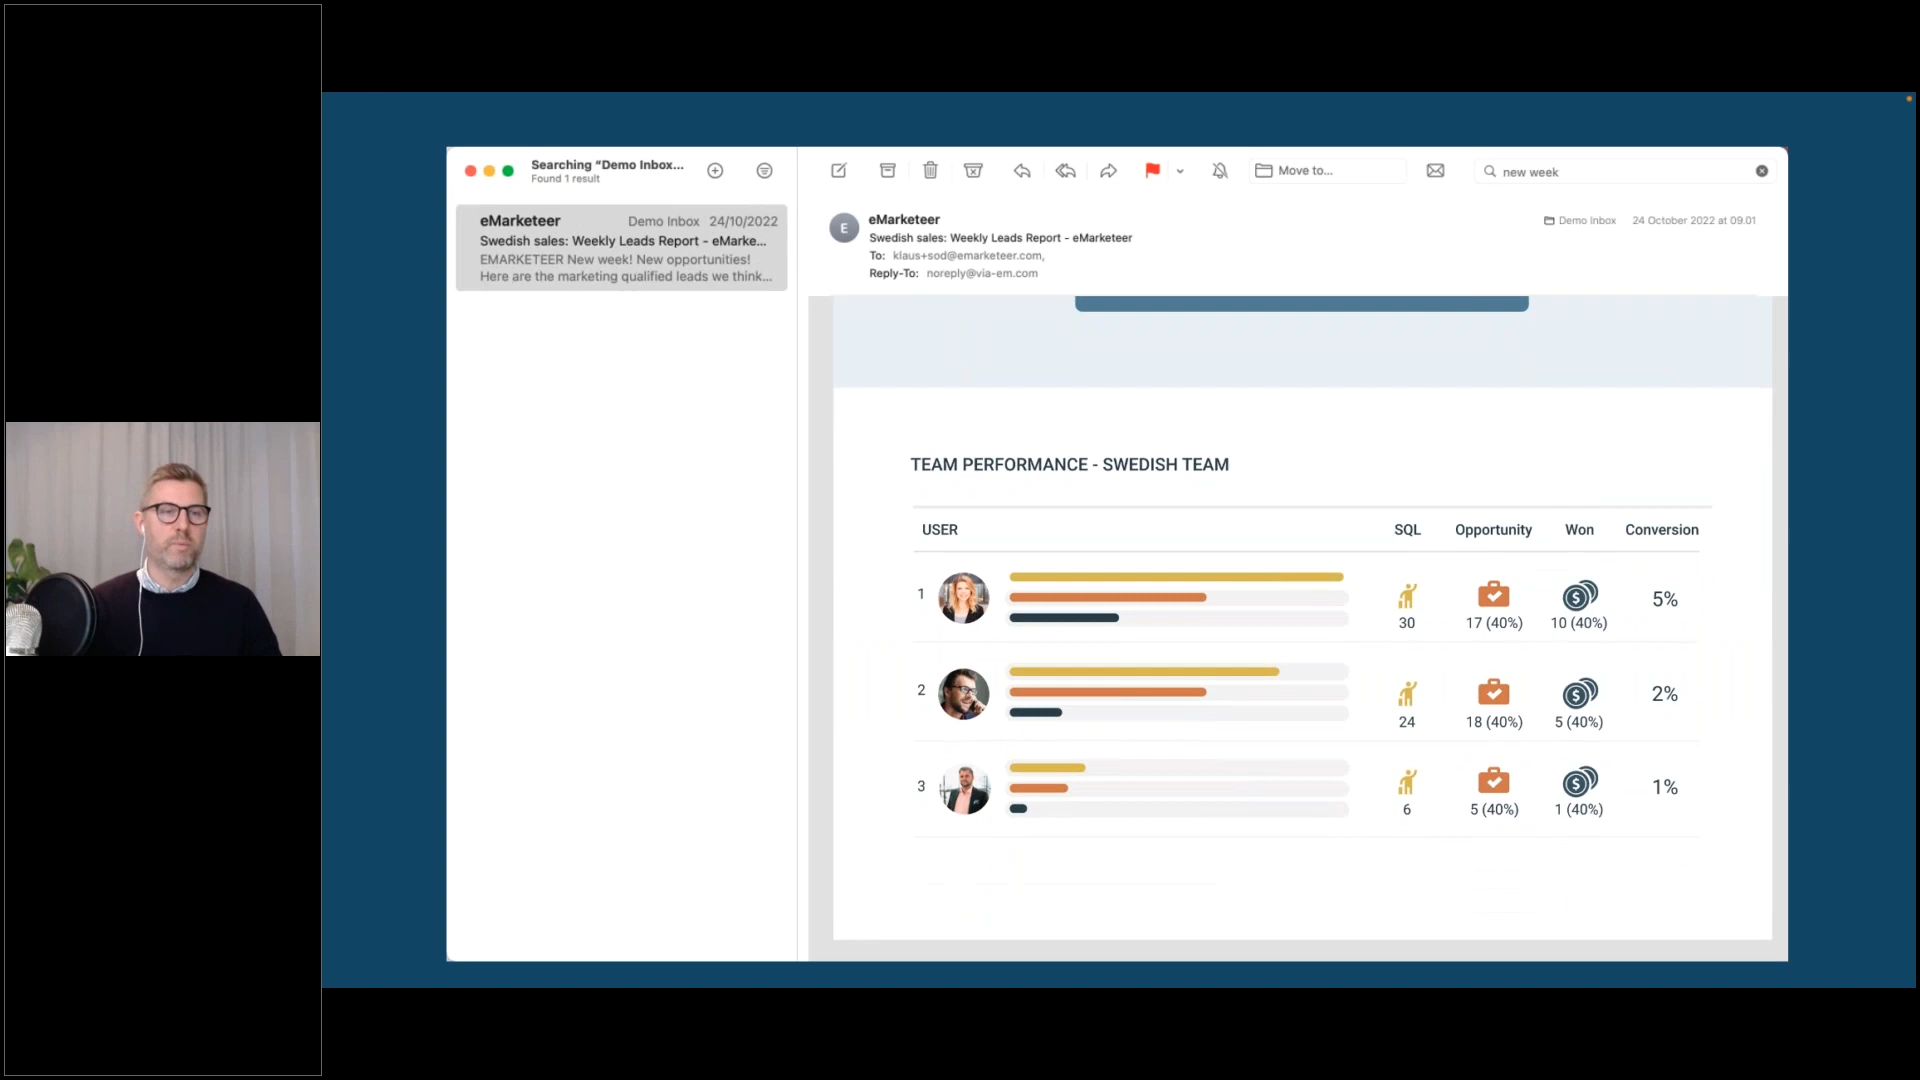 Searching “Demo Inbox...
Found 1 result
Move to...
new week
eMarketeer Demo Inbox 24/10/2022
Swedish sales: Weekly Leads Report - eMarke...
EMARKETEER New week! New opportunities!
Here are the marketing qualified leads we think...
E
eMarketeer
Swedish sales: Weekly Leads Report - eMarketeer
To: klaus+sod@emarketeer.com,
Reply-To: noreply@via-em.com
Demo Inbox 24 October 2022 at 09.01
TEAM PERFORMANCE - SWEDISH TEAM
USER SQL Opportunity Won Conversion
1 30 17 (40%) 10 (40%) 5%
2 24 18 (40%) 5 (40%) 2%
3 6 5 (40%) 1 (40%) 1%